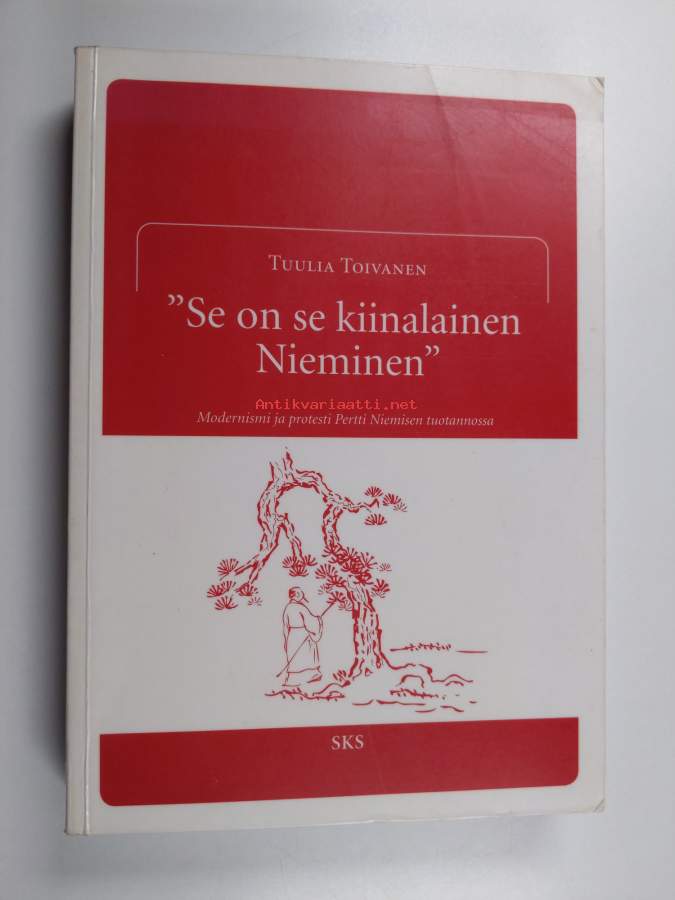 TUULIA TOIVANEN
”Se on se kiinalainen
Nieminen”
Antikvariaatti.net
Modernismi ja protesti Pertti Niemisen tuotannossa
SKS